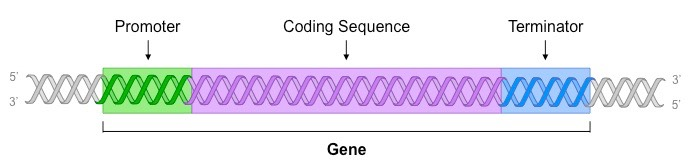 Promoter
Coding Sequence
Terminator
5’
3’
3’
5’
Gene